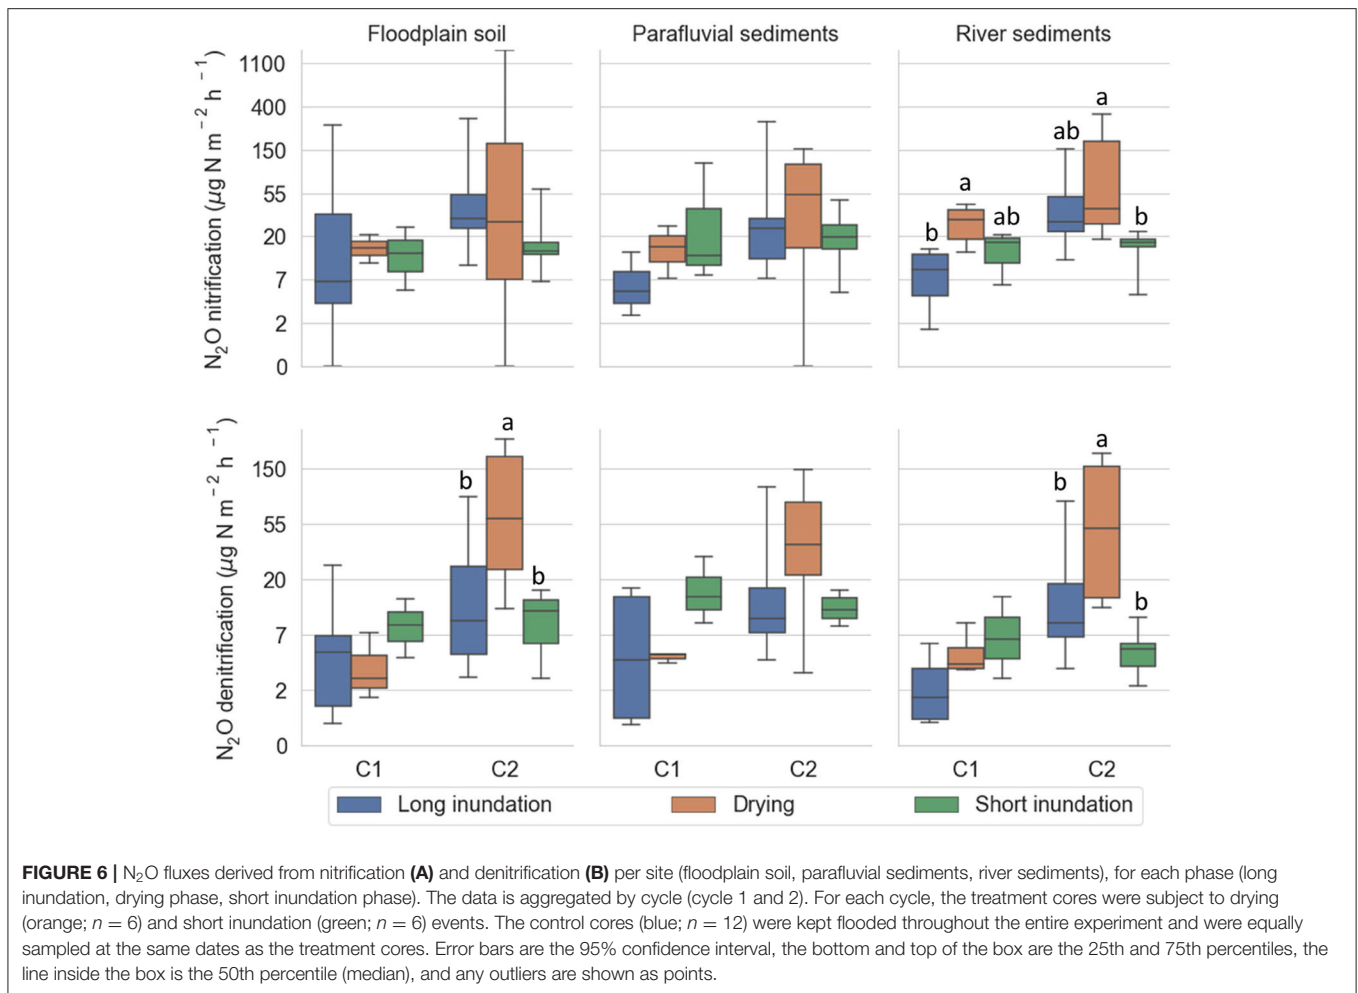 Floodplain soil
Parafluvial sediments
River sediments
N₂O nitrification (μg N m⁻² h⁻¹)
1100
400
150
55
20
7
2
0
b
a
ab
ab
a
b
N₂O denitrification (μg N m⁻² h⁻¹)
150
55
20
7
2
0
b
a
b
b
a
b
C1
C2
C1
C2
C1
C2
Long inundation
Drying
Short inundation
FIGURE 6 | N₂O fluxes derived from nitrification (A) and denitrification (B) per site (floodplain soil, parafluvial sediments, river sediments), for each phase (long
inundation, drying phase, short inundation phase). The data is aggregated by cycle (cycle 1 and 2). For each cycle, the treatment cores were subject to drying
(orange; n = 6) and short inundation (green; n = 6) events. The control cores (blue; n = 12) were kept flooded throughout the entire experiment and were equally
sampled at the same dates as the treatment cores. Error bars are the 95% confidence interval, the bottom and top of the box are the 25th and 75th percentiles, the
line inside the box is the 50th percentile (median), and any outliers are shown as points.